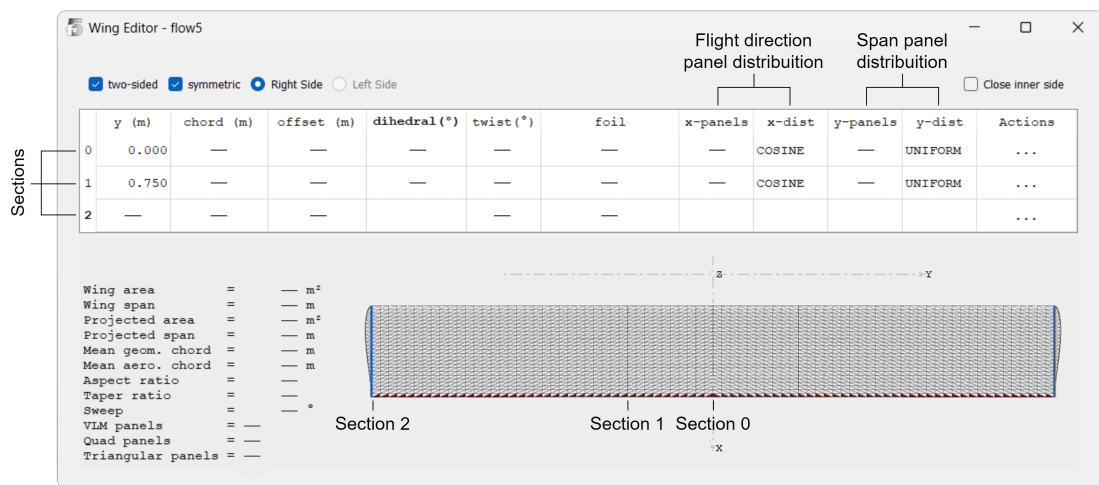 Wing Editor - flow5
Flight direction
panel distribuition
Span panel
distribuition
two-sided symmetric Right Side Left Side Close inner side
y (m) chord (m) offset (m) dihedral(°) twist(°) foil x-panels x-dist y-panels y-dist Actions
Sections
0 0.000 — — — — — — COSINE — UNIFORM ...
1 0.750 — — — — — — COSINE — UNIFORM ...
2 — — — — — ...
Z
Y
Wing area = — m²
Wing span = — m
Projected area = — m²
Projected span = — m
Mean geom. chord = — m
Mean aero. chord = — m
Aspect ratio = —
Taper ratio = —
Sweep = — °
VLM panels = —
Quad panels = —
Triangular panels = —
Section 2 Section 1 Section 0
X